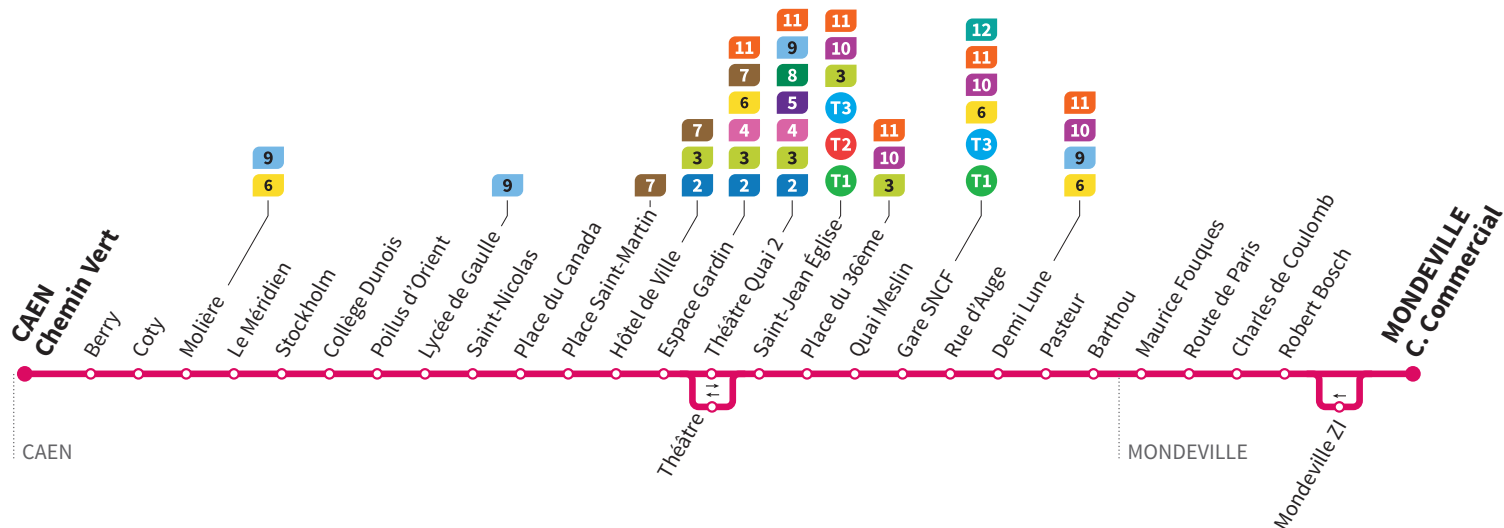 9
6
9
7
7
3
2
11
7
6
4
3
2
11
9
8
5
4
3
2
11
10
3
T3
T2
T1
11
10
3
12
11
10
6
T3
T1
11
10
9
6
CAEN
Chemin Vert
Berry
Coty
Molière
Le Méridien
Stockholm
Collège Dunois
Poilus d’Orient
Lycée de Gaulle
Saint-Nicolas
Place du Canada
Place Saint-Martin
Hôtel de Ville
Espace Gardin
Théâtre Quai 2
Théâtre
Saint-Jean Église
Place du 36ème
Quai Meslin
Gare SNCF
Rue d’Auge
Demi Lune
Pasteur
Barthou
Maurice Fouques
Route de Paris
Charles de Coulomb
Robert Bosch
Mondeville ZI
MONDEVILLE
C. Commercial
CAEN
MONDEVILLE